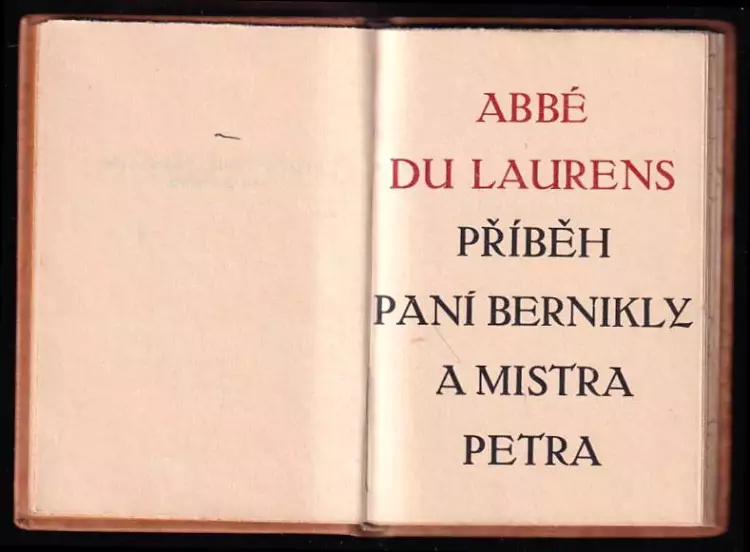 ABBÉ
DU LAURENS
PŘÍBĚH
PANÍ BERNIKLY
A MISTRA
PETRA